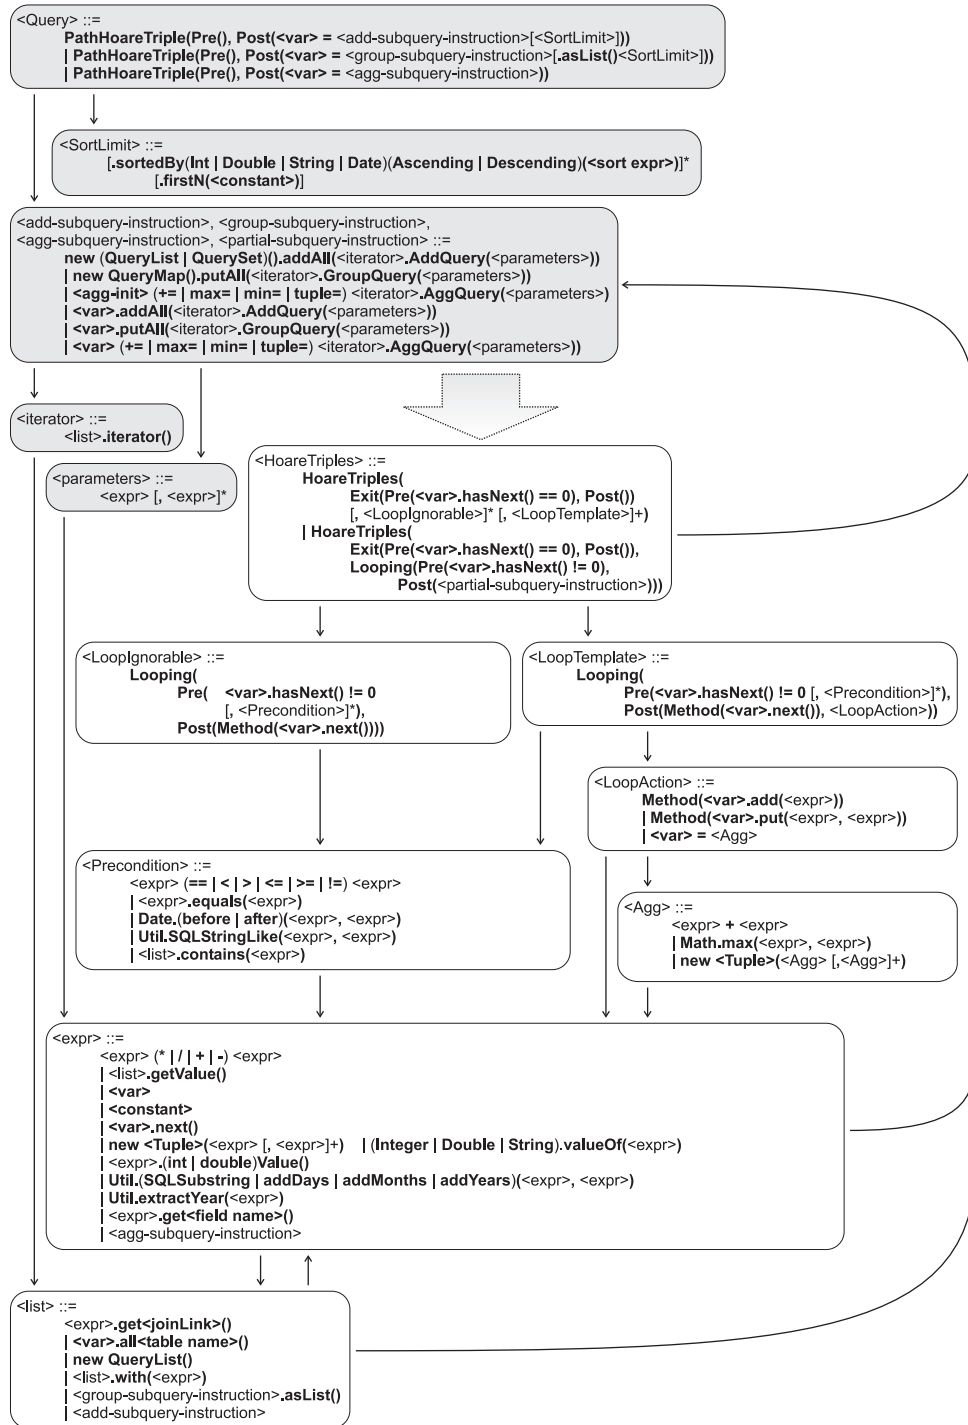 <Query> ::=
PathHoareTriple(Pre(), Post(<var> = <add-subquery-instruction>[<SortLimit>]))
| PathHoareTriple(Pre(), Post(<var> = <group-subquery-instruction>[.asList()<SortLimit>]))
| PathHoareTriple(Pre(), Post(<var> = <agg-subquery-instruction>))
<SortLimit> ::=
[.sortedBy(Int | Double | String | Date)(Ascending | Descending)(<sort expr>)]*
[.firstN(<constant>)]
<add-subquery-instruction>, <group-subquery-instruction>,
<agg-subquery-instruction>, <partial-subquery-instruction> ::=
new (QueryList | QuerySet)().addAll(<iterator>.AddQuery(<parameters>))
| new QueryMap().putAll(<iterator>.GroupQuery(<parameters>))
| <agg-init> (+= | max= | min= | tuple=) <iterator>.AggQuery(<parameters>)
| <var>.addAll(<iterator>.AddQuery(<parameters>))
| <var>.putAll(<iterator>.GroupQuery(<parameters>))
| <var> (+= | max= | min= | tuple=) <iterator>.AggQuery(<parameters>))
<iterator> ::=
<list>.iterator()
<parameters> ::=
<expr> [, <expr>]*
<HoareTriples> ::=
HoareTriples(
Exit(Pre(<var>.hasNext() == 0), Post())
[, <LoopIgnorable>]* [, <LoopTemplate>]+)
| HoareTriples(
Exit(Pre(<var>.hasNext() == 0), Post()),
Looping(Pre(<var>.hasNext() != 0),
Post(<partial-subquery-instruction>)))
<LoopIgnorable> ::=
Looping(
Pre( <var>.hasNext() != 0
[, <Precondition>]*),
Post(Method(<var>.next())))
<LoopTemplate> ::=
Looping(
Pre(<var>.hasNext() != 0 [, <Precondition>]*),
Post(Method(<var>.next()), <LoopAction>))
<LoopAction> ::=
Method(<var>.add(<expr>))
| Method(<var>.put(<expr>, <expr>))
| <var> = <Agg>
<Precondition> ::=
<expr> (== | < | > | <= | >= | !=) <expr>
| <expr>.equals(<expr>)
| Date.(before | after)(<expr>, <expr>)
| Util.SQLStringLike(<expr>, <expr>)
| <list>.contains(<expr>)
<Agg> ::=
<expr> + <expr>
| Math.max(<expr>, <expr>)
| new <Tuple>(<Agg> [,<Agg>]+)
<expr> ::=
<expr> (* | / | + | -) <expr>
| <list>.getValue()
| <var>
| <constant>
| <var>.next()
| new <Tuple>(<expr> [, <expr>]+) | (Integer | Double | String).valueOf(<expr>)
| <expr>.(int | double)Value()
| Util.(SQLSubstring | addDays | addMonths | addYears)(<expr>, <expr>)
| Util.extractYear(<expr>)
| <expr>.get<field name>()
| <agg-subquery-instruction>
<list> ::=
<expr>.get<joinLink>()
| <var>.all<table name>()
| new QueryList()
| <list>.with(<expr>)
| <group-subquery-instruction>.asList()
| <add-subquery-instruction>